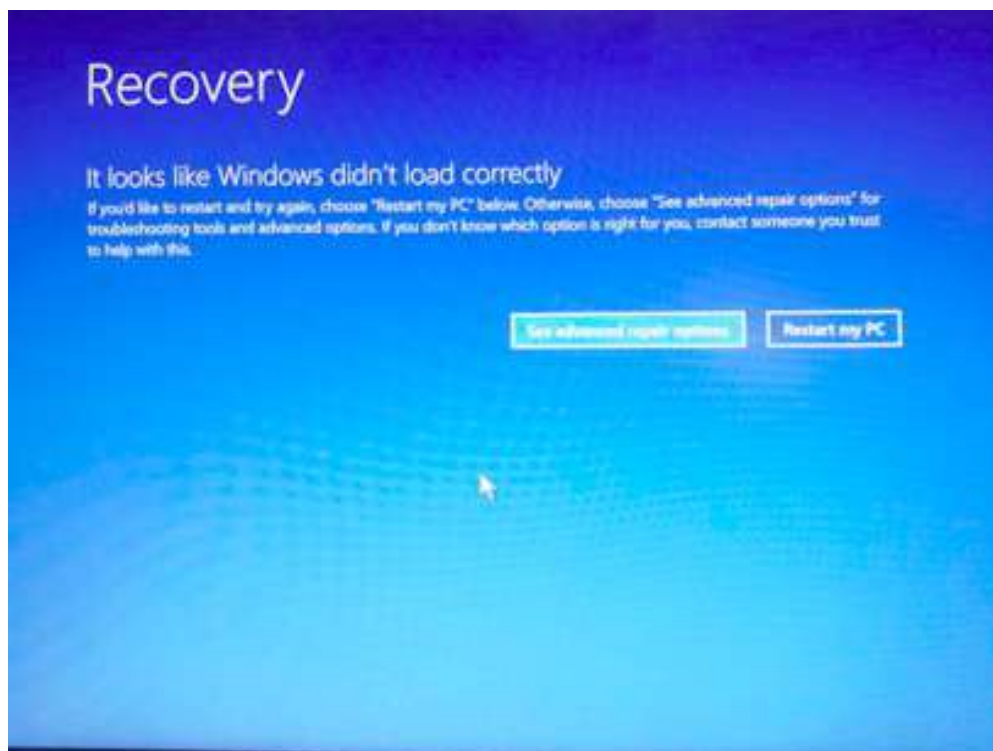 Recovery
It looks like Windows didn't load correctly
If you'd like to restart and try again, choose "Restart my PC" below. Otherwise, choose "See advanced repair options" for
troubleshooting tools and advanced options. If you don't know which option is right for you, contact someone you trust
to help with this.
See advanced repair options
Restart my PC